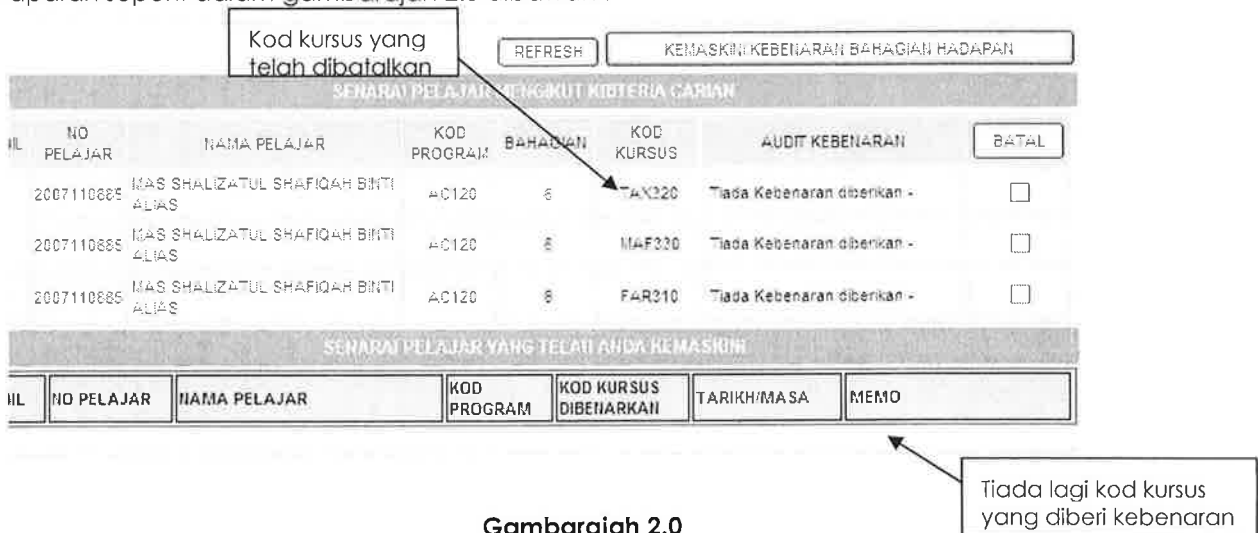 Kod kursus yang
telah dibatalkan
REFRESH KEMASKINI KEBENARAN BAHAGIAN HADAPAN
SENARAI PELAJAR MENGIKUT KRITERIA CARIAN
NO PELAJAR NAMA PELAJAR KOD PROGRAM BAHAGIAN KOD KURSUS AUDIT KEBENARAN BATAL
2007110885 MAS SHALIZATUL SHAFIQAH BINTI ALIAS AC120 6 TAX320 Tiada Kebenaran diberikan -
2007110885 MAS SHALIZATUL SHAFIQAH BINTI ALIAS AC120 6 MAF330 Tiada Kebenaran diberikan -
2007110885 MAS SHALIZATUL SHAFIQAH BINTI ALIAS AC120 6 FAR310 Tiada Kebenaran diberikan -
SENARAI PELAJAR YANG TELAH ANDA KEMASKINI
NO PELAJAR NAMA PELAJAR KOD PROGRAM KOD KURSUS DIBENARKAN TARIKH/MASA MEMO
Tiada lagi kod kursus
yang diberi kebenaran
Gambarajah 2.0